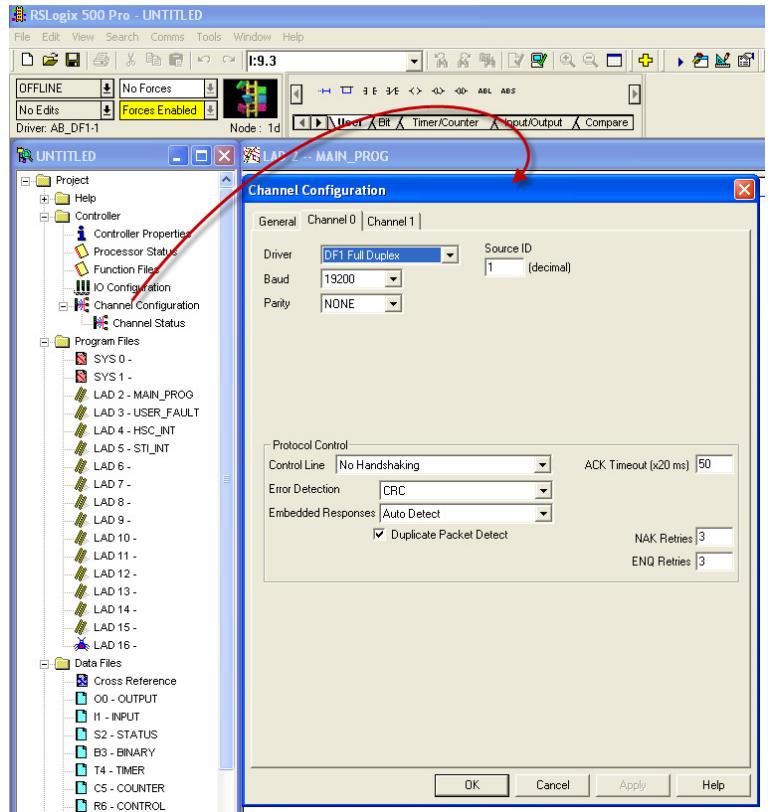 RSLogix 500 Pro - UNTITLED
File Edit View Search Comms Tools Window Help
I:9.3
OFFLINE No Forces
No Edits Forces Enabled
Driver: AB_DF1-1 Node : 1d
ABL ABS
User Bit Timer/Counter Input/Output Compare
UNTITLED
LAD 2 -- MAIN_PROG
Project
Help
Controller
Controller Properties
Processor Status
Function Files
IO Configuration
Channel Configuration
Channel Status
Program Files
SYS 0 -
SYS 1 -
LAD 2 - MAIN_PROG
LAD 3 - USER_FAULT
LAD 4 - HSC_INT
LAD 5 - STI_INT
LAD 6 -
LAD 7 -
LAD 8 -
LAD 9 -
LAD 10 -
LAD 11 -
LAD 12 -
LAD 13 -
LAD 14 -
LAD 15 -
LAD 16 -
Data Files
Cross Reference
O0 - OUTPUT
I1 - INPUT
S2 - STATUS
B3 - BINARY
T4 - TIMER
C5 - COUNTER
R6 - CONTROL
Channel Configuration
General Channel 0 Channel 1
Driver DF1 Full Duplex Source ID
1 (decimal)
Baud 19200
Parity NONE
Protocol Control
Control Line No Handshaking ACK Timeout (x20 ms) 50
Error Detection CRC
Embedded Responses Auto Detect
Duplicate Packet Detect NAK Retries 3
ENQ Retries 3
OK Cancel Apply Help